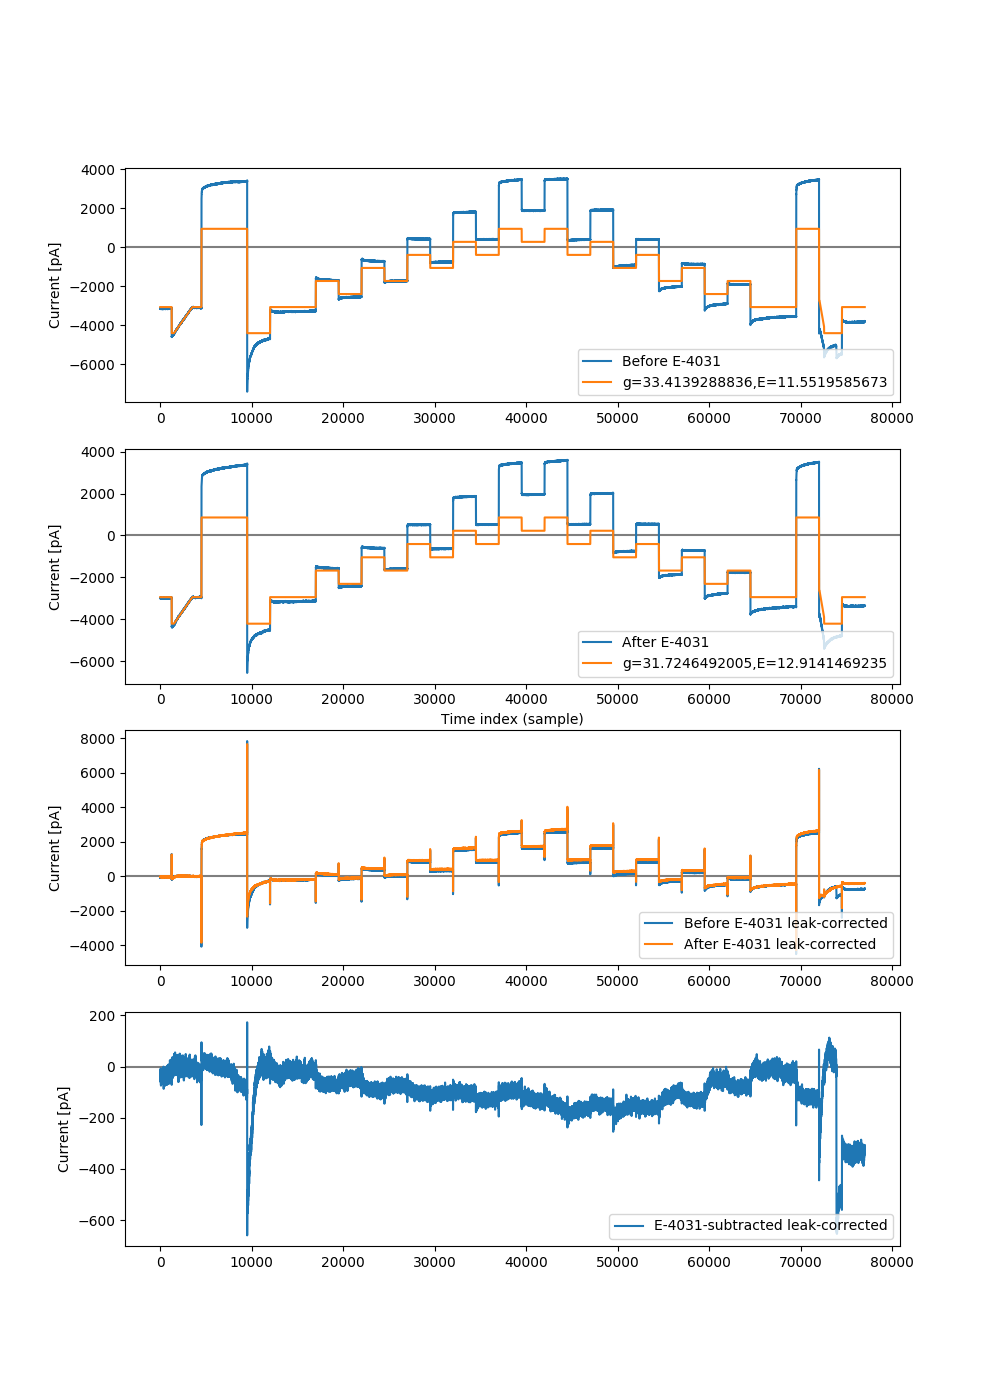 4000
2000
0
−2000
−4000
−6000
Current [pA]
Before E-4031
g=33.4139288836,E=11.5519585673
0 10000 20000 30000 40000 50000 60000 70000 80000
4000
2000
0
−2000
−4000
−6000
Current [pA]
After E-4031
g=31.7246492005,E=12.9141469235
0 10000 20000 30000 40000 50000 60000 70000 80000
Time index (sample)
8000
6000
4000
2000
0
−2000
−4000
Current [pA]
Before E-4031 leak-corrected
After E-4031 leak-corrected
0 10000 20000 30000 40000 50000 60000 70000 80000
200
0
−200
−400
−600
Current [pA]
E-4031-subtracted leak-corrected
0 10000 20000 30000 40000 50000 60000 70000 80000